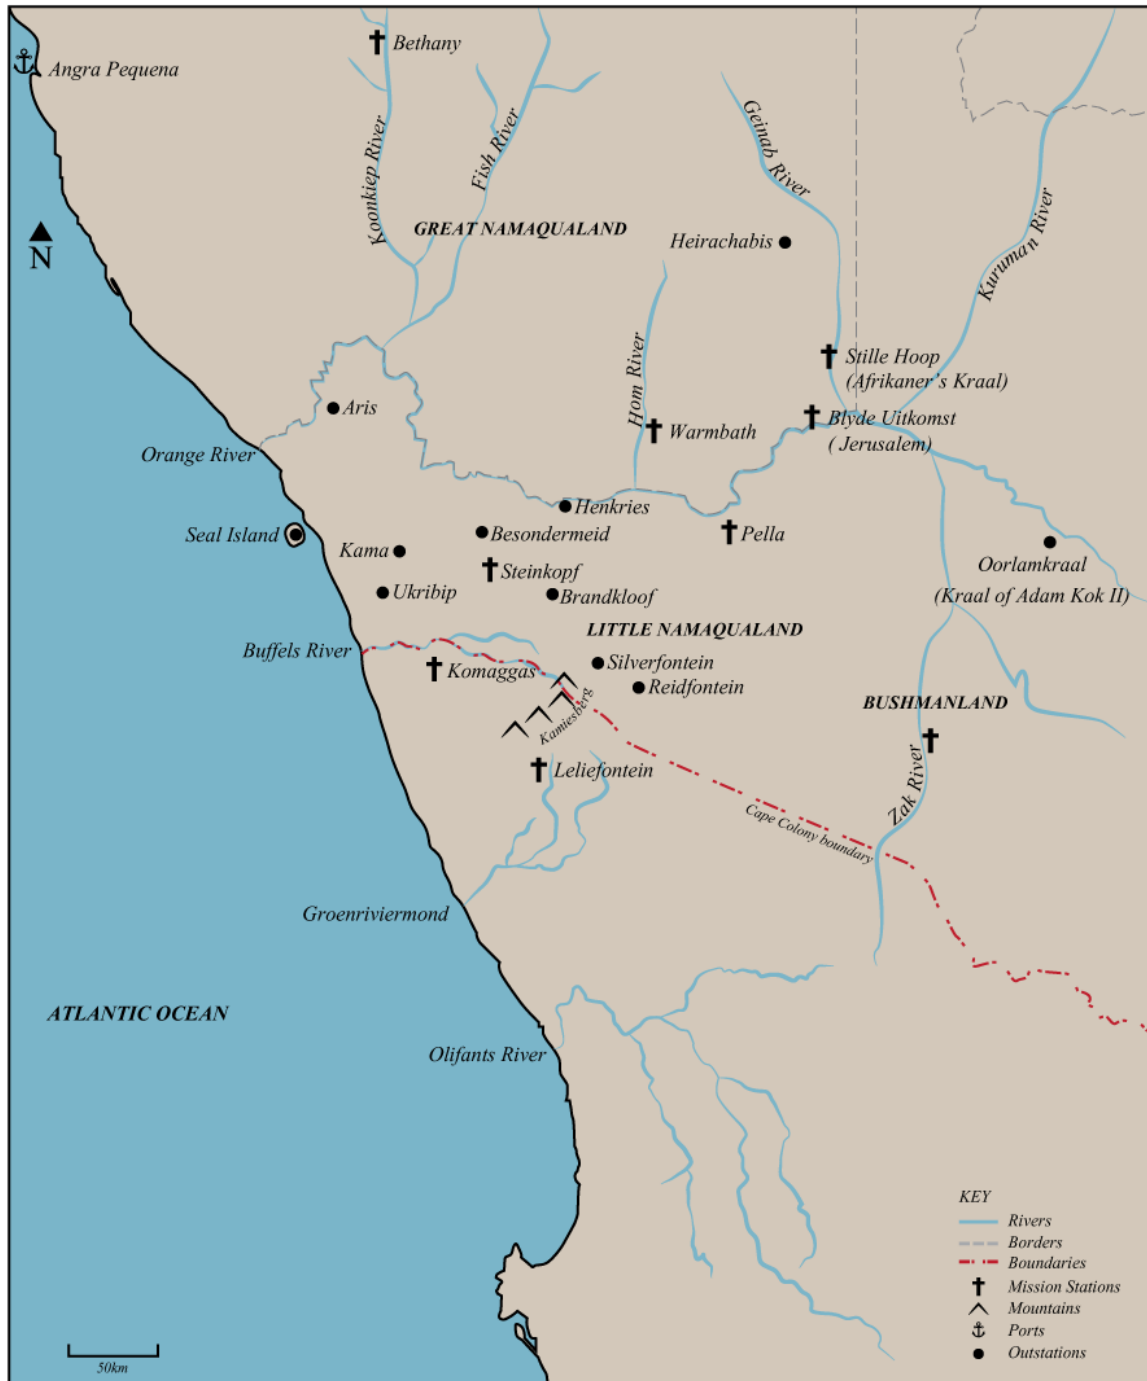 Bethany
Angra Pequena
Koonkiep River
Fish River
Geinab River
Kuruman River
GREAT NAMAQUALAND
Heirachabis
N
Hom River
Stille Hoop
(Afrikaner's Kraal)
Aris
Warmbath
Blyde Uitkomst
( Jerusalem)
Orange River
Henkries
Seal Island
Besondermeid
Pella
Kama
Steinkopf
Oorlamkraal
(Kraal of Adam Kok II)
Ukribip
Brandkloof
LITTLE NAMAQUALAND
Buffels River
Komaggas
Silverfontein
Reidfontein
Kamiesberg
BUSHMANLAND
Leliefontein
Zak River
Cape Colony boundary
Groenriviermond
ATLANTIC OCEAN
Olifants River
KEY
Rivers
Borders
Boundaries
Mission Stations
Mountains
Ports
Outstations
50km